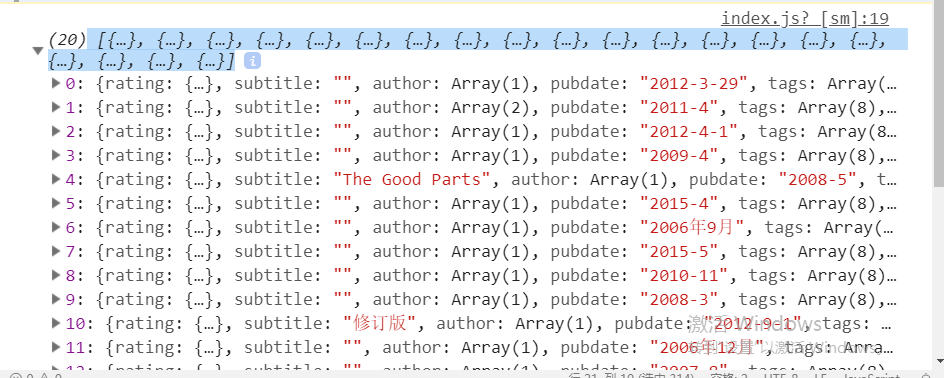 index.js? [sm]:19
(20) [{…}, {…}, {…}, {…}, {…}, {…}, {…}, {…}, {…}, {…}, {…}, {…}, {…}, {…}, {…}, {…},
{…}, {…}, {…}, {…}]
0: {rating: {…}, subtitle: "", author: Array(1), pubdate: "2012-3-29", tags: Array(…
1: {rating: {…}, subtitle: "", author: Array(2), pubdate: "2011-4", tags: Array(8),…
2: {rating: {…}, subtitle: "", author: Array(1), pubdate: "2012-4-1", tags: Array(8…
3: {rating: {…}, subtitle: "", author: Array(1), pubdate: "2009-4", tags: Array(8),…
4: {rating: {…}, subtitle: "The Good Parts", author: Array(1), pubdate: "2008-5", t…
5: {rating: {…}, subtitle: "", author: Array(1), pubdate: "2015-4", tags: Array(8),…
6: {rating: {…}, subtitle: "", author: Array(1), pubdate: "2006年9月", tags: Array(…
7: {rating: {…}, subtitle: "", author: Array(1), pubdate: "2015-5", tags: Array(8),…
8: {rating: {…}, subtitle: "", author: Array(1), pubdate: "2010-11", tags: Array(8)…
9: {rating: {…}, subtitle: "", author: Array(1), pubdate: "2008-3", tags: Array(8),…
10: {rating: {…}, subtitle: "修订版", author: Array(1), pubdate: "2012-9-1", tags: …
激活 Windows
11: {rating: {…}, subtitle: "", author: Array(1), pubdate: "2006年12月", tags: Arra…